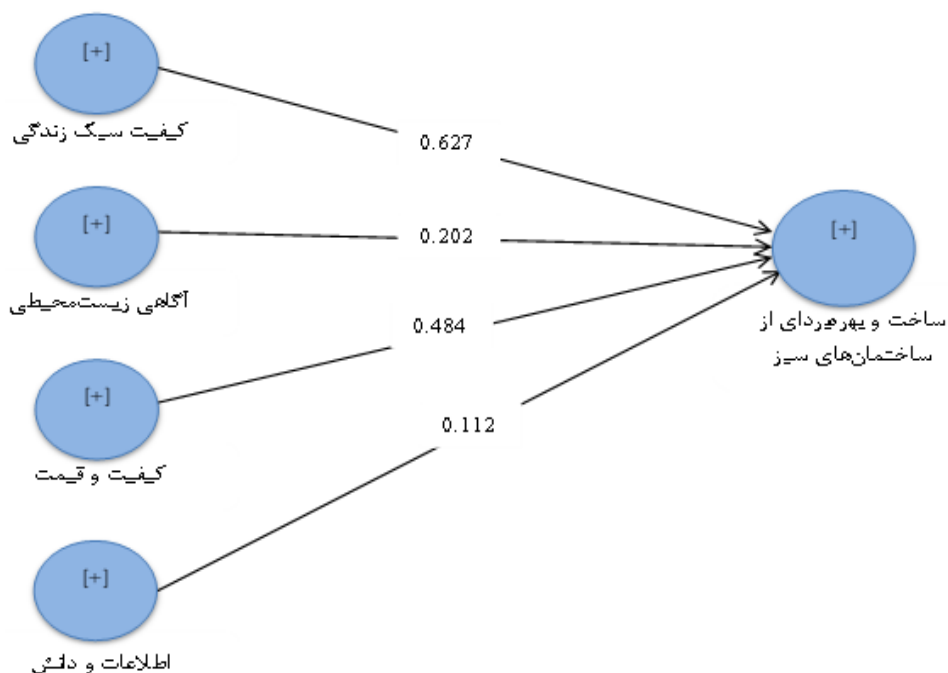 [+]
کیفیت سبک زندگی
0.627
[+]
آگاهی زیست‌محیطی
0.202
[+]
ساخت و بهره‌بردای از
ساختمان‌های سبز
0.484
[+]
کیفیت و قیمت
0.112
[+]
اطلاعات و دانش